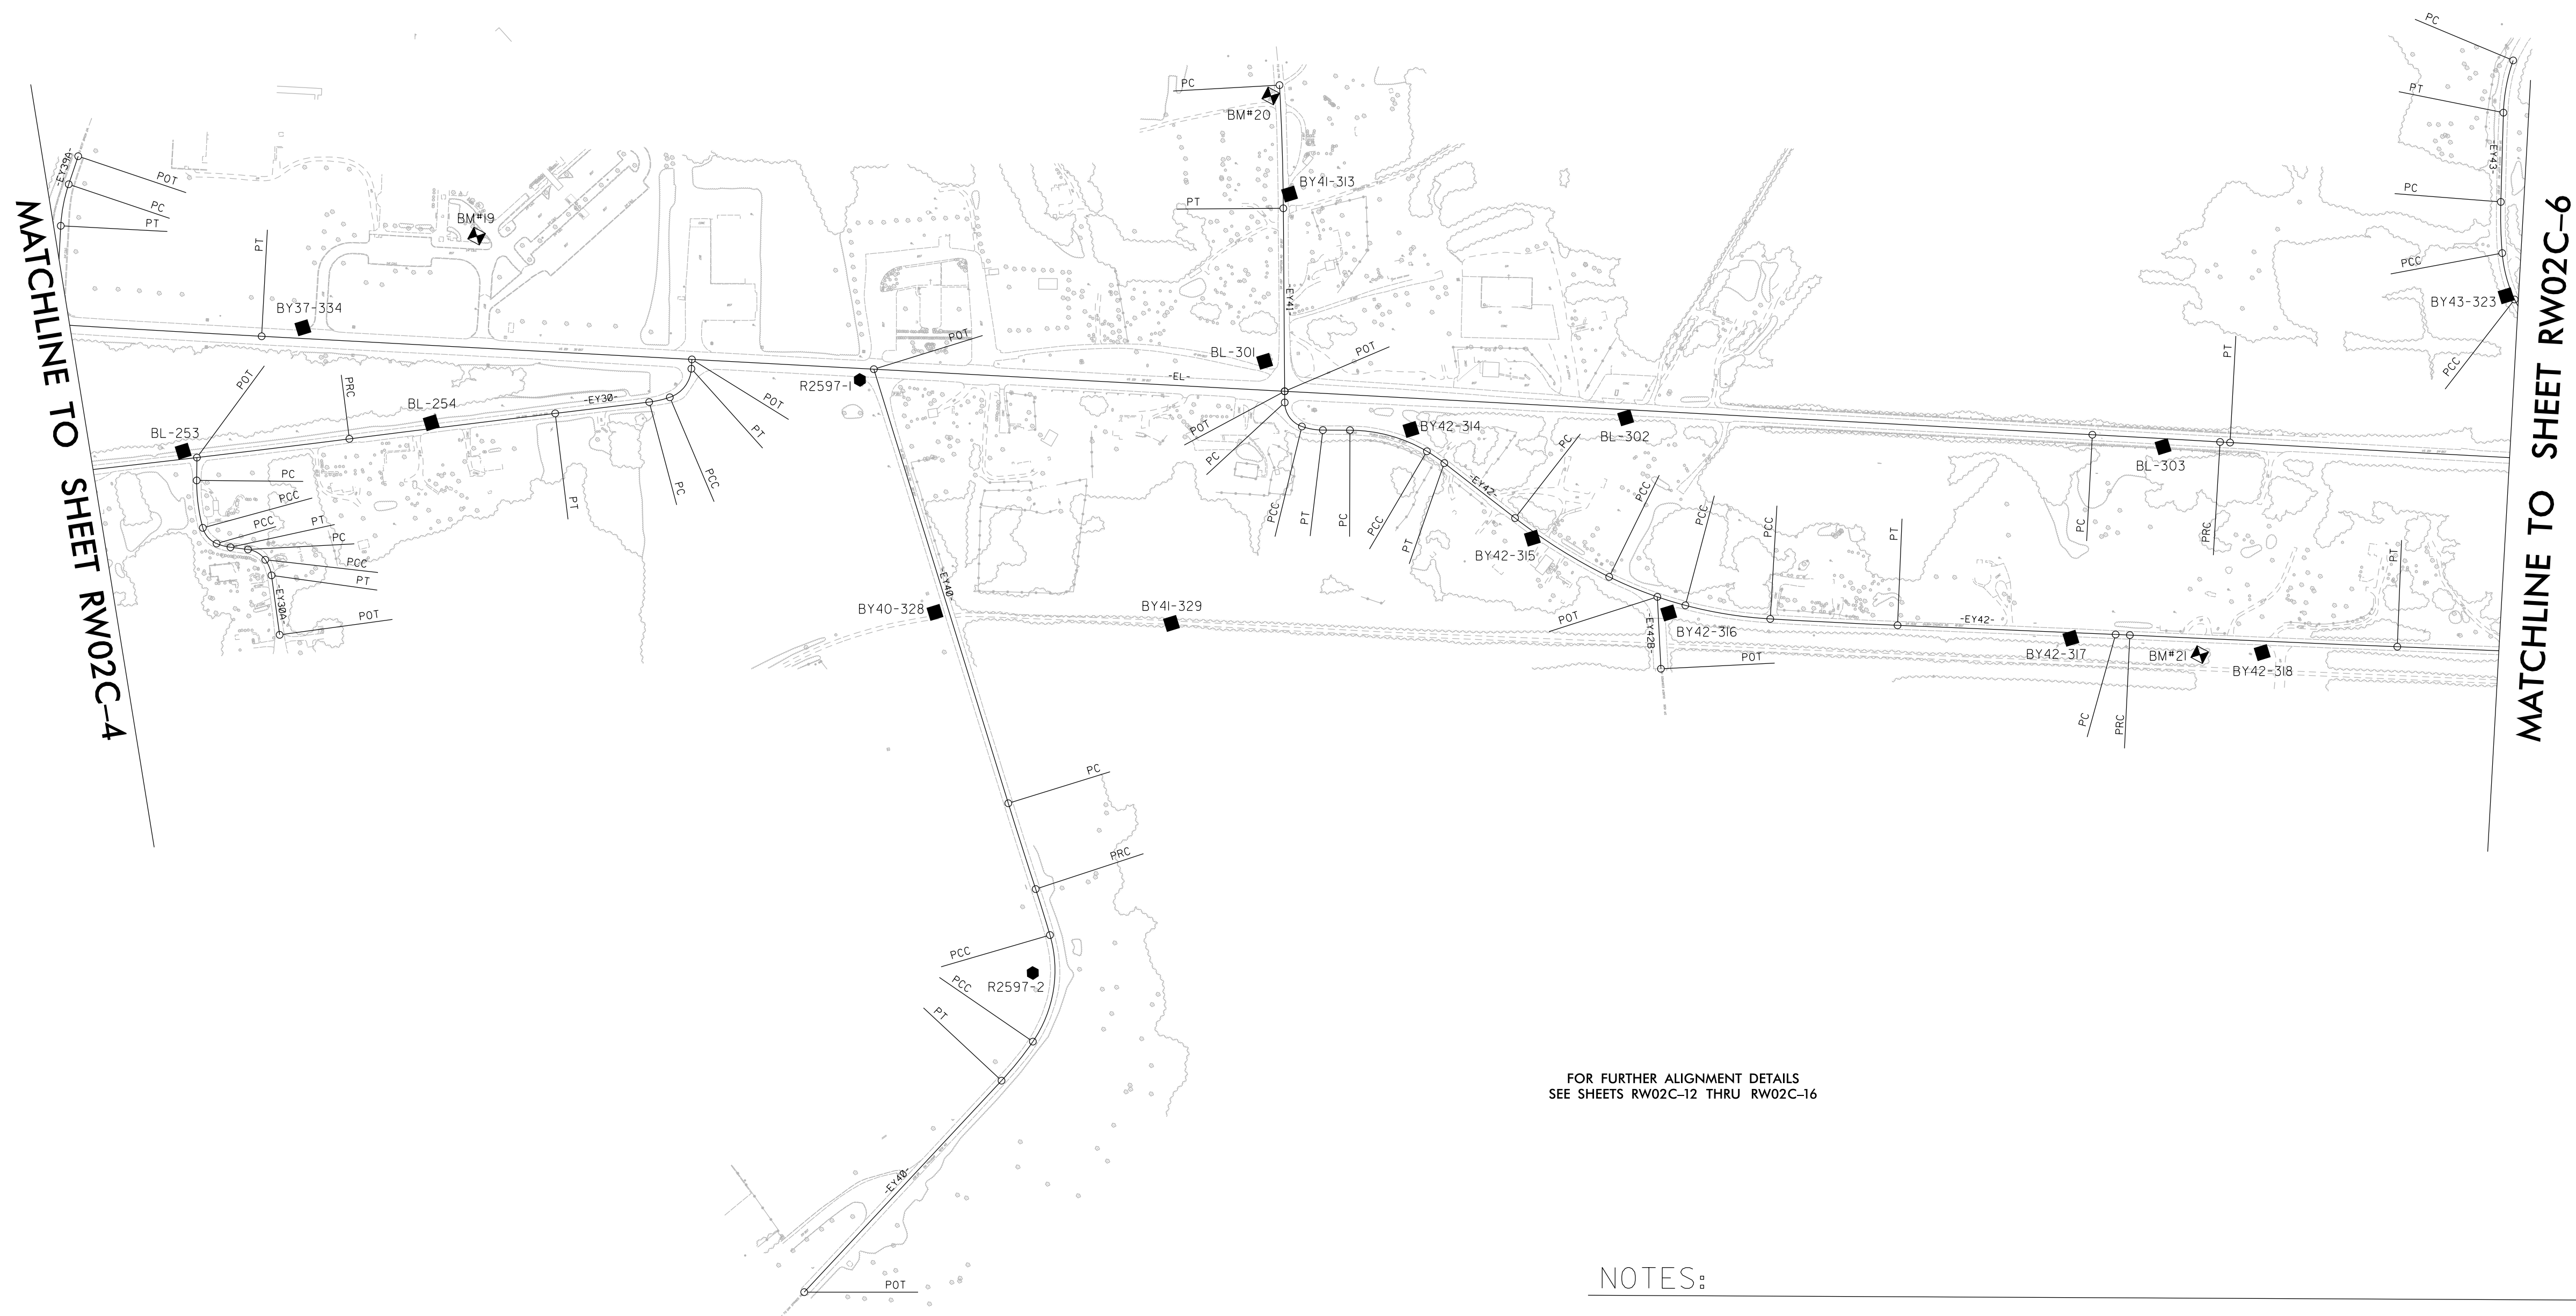 PC
PC
BM#20
PT
-EY39A-
POT
PC
PT
BM#19
PT
BY41-313
PT
-EY43-
PC
PCC
MATCHLINE TO SHEET RW02C-4
MATCHLINE TO SHEET RW02C-6
BY37-334
-EY41-
BY43-323
PCC
POT
BL-301
POT
PT
R2597-1
-EL-
POT
PRC
POT
BL-254
-EY30-
PT
BL-253
POT
PC
BY42-314
BL-302
PC
BL-303
PC
PCC
PC
PCC
PT
PCC
PT
PC
PCC
PT
-EY42-
PCC
PCC
PCC
PT
PC
PRC
PT
PCC
PT
PC
PCC
PT
-EY30A-
POT
BY42-315
-EY40-
BY40-328
BY41-329
POT
-EY42B-
BY42-316
-EY42-
POT
BY42-317
BM#21
BY42-318
PC
PRC
PC
PRC
PCC
PCC
R2597-2
PT
FOR FURTHER ALIGNMENT DETAILS
SEE SHEETS RW02C-12 THRU RW02C-16
-EY40-
POT
NOTES: